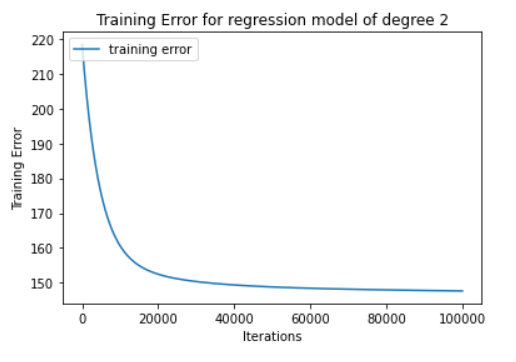 Training Error for regression model of degree 2
training error
220
210
200
190
180
170
160
150
Training Error
0 20000 40000 60000 80000 100000
Iterations